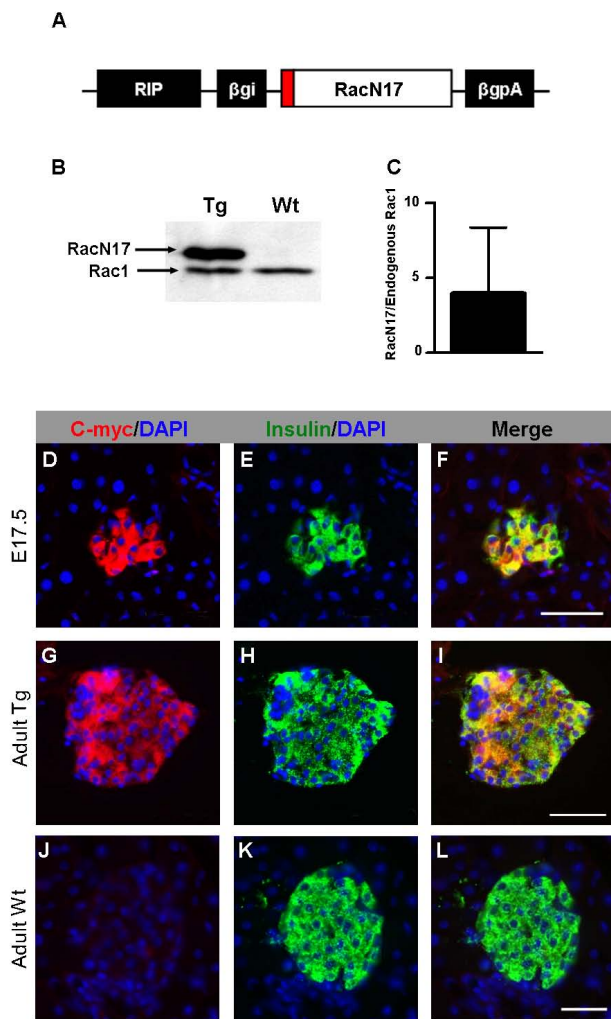 A
RIP βgi RacN17 βgpA
B
Tg Wt
RacN17
Rac1
C
RacN17/Endogenous Rac1
10
5
0
C-myc/DAPI Insulin/DAPI Merge
E17.5
D E F
Adult Tg
G H I
Adult Wt
J K L